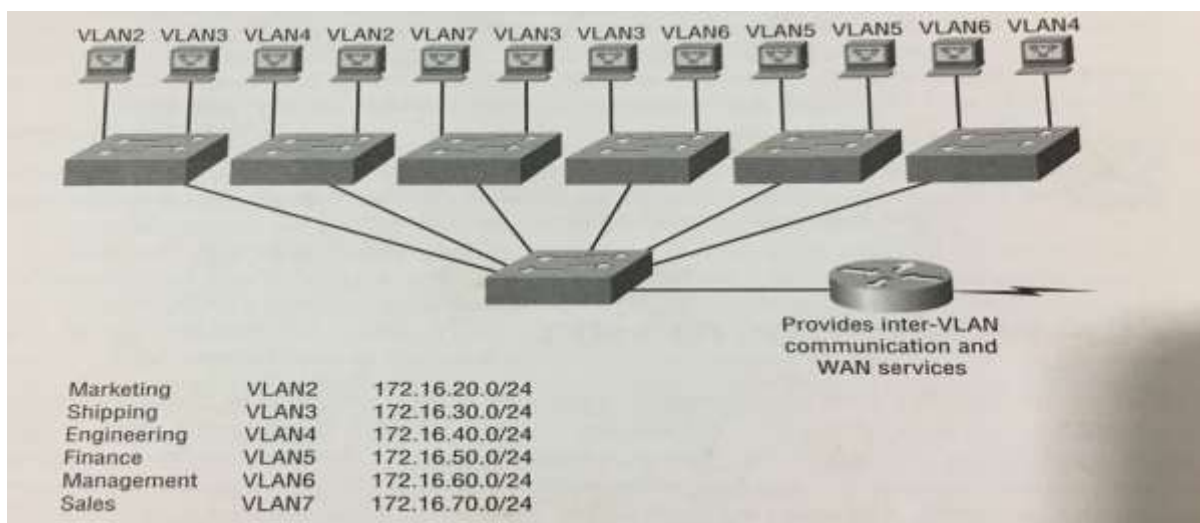 VLAN2 VLAN3 VLAN4 VLAN2 VLAN7 VLAN3 VLAN3 VLAN6 VLAN5 VLAN5 VLAN6 VLAN4
Provides inter-VLAN
communication and
WAN services
Marketing VLAN2 172.16.20.0/24
Shipping VLAN3 172.16.30.0/24
Engineering VLAN4 172.16.40.0/24
Finance VLAN5 172.16.50.0/24
Management VLAN6 172.16.60.0/24
Sales VLAN7 172.16.70.0/24